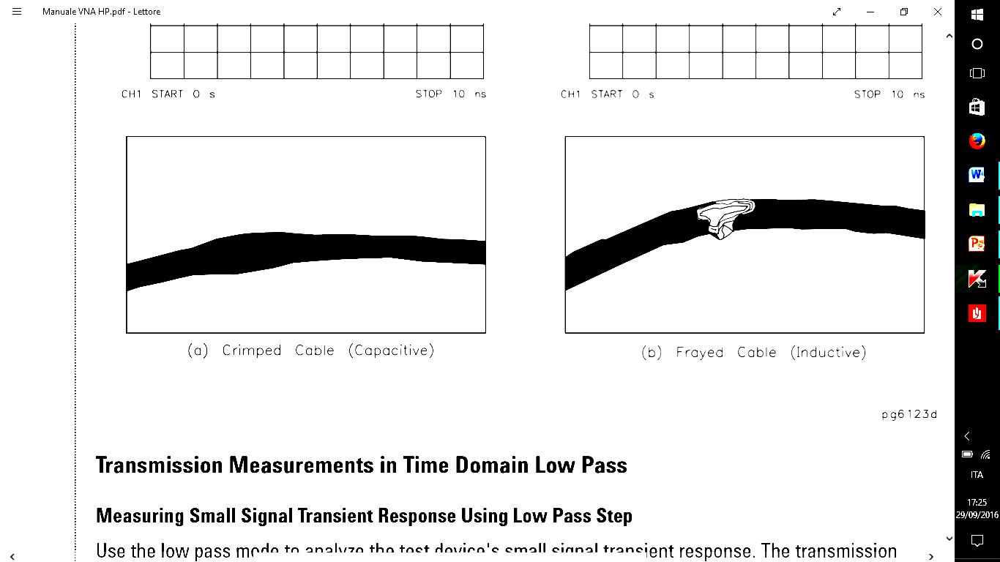 Manuale VNA HP.pdf - Lettore
CH1 START 0 s STOP 10 ns
CH1 START 0 s STOP 10 ns
(a) Crimped Cable (Capacitive)
(b) Frayed Cable (Inductive)
pg6123d
Transmission Measurements in Time Domain Low Pass
Measuring Small Signal Transient Response Using Low Pass Step
Use the low pass mode to analyze the test device's small signal transient response. The transmission
ITA
17:25
29/09/2016